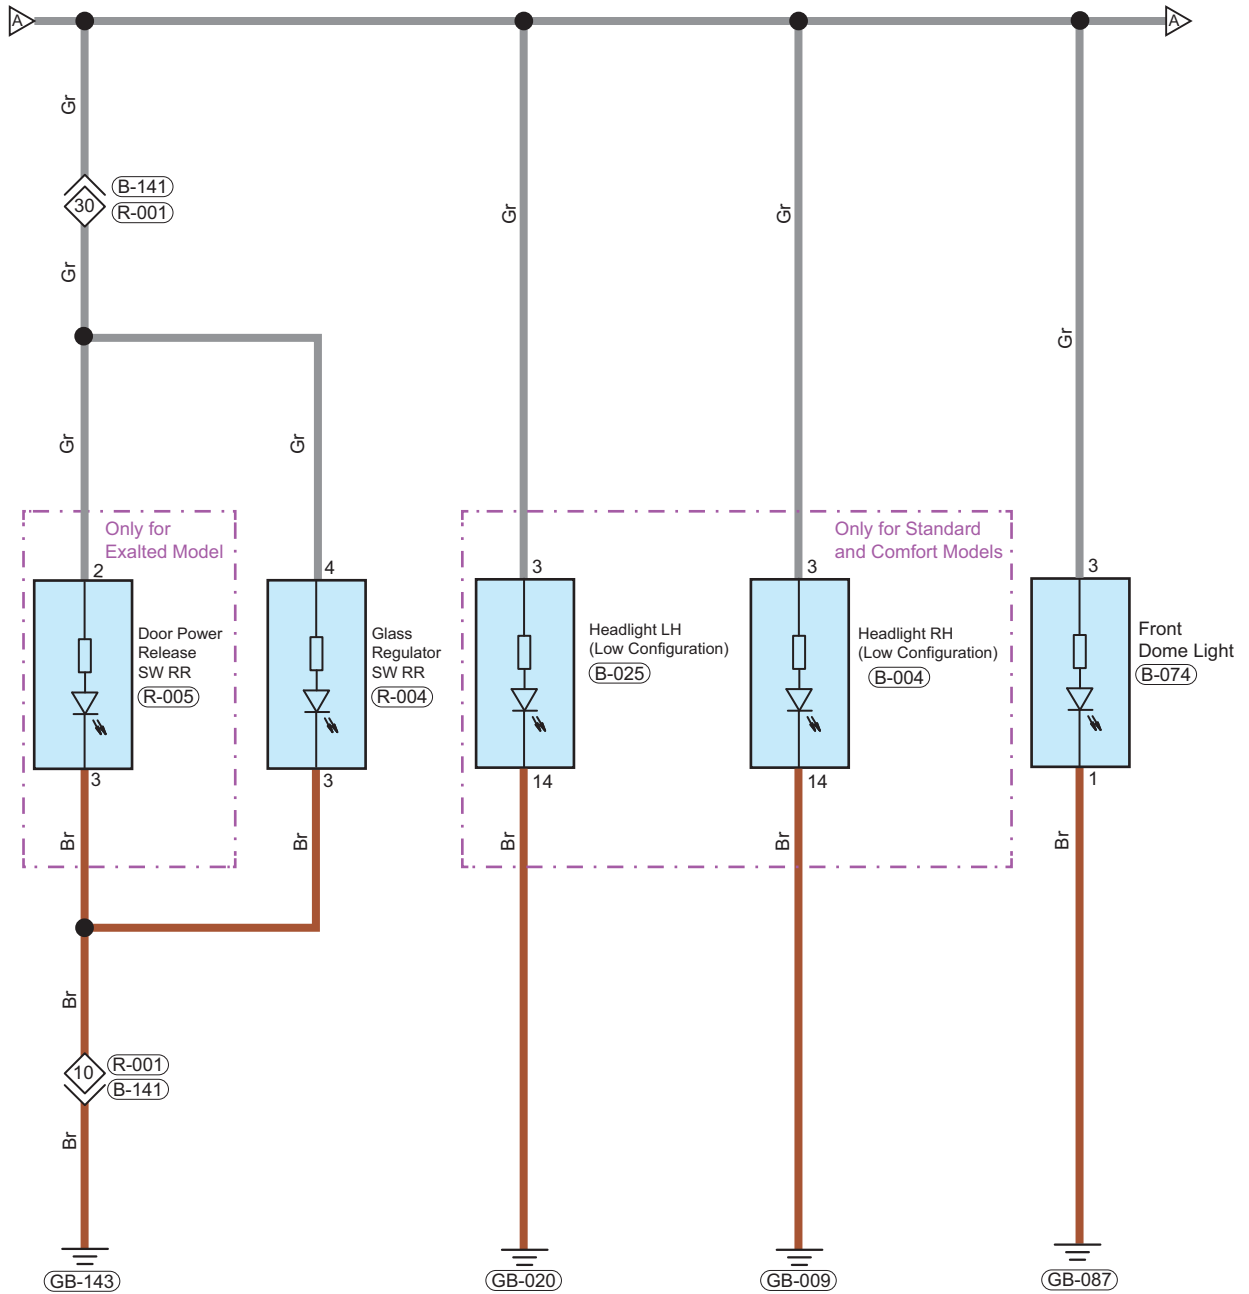 A
A
Gr
B-141
30
R-001
Gr
Gr
Gr
Gr
Gr
Gr
Only for
Exalted Model
Only for Standard
and Comfort Models
2
Door Power
Release
SW RR
R-005
3
4
Glass
Regulator
SW RR
R-004
3
3
Headlight LH
(Low Configuration)
B-025
14
3
Headlight RH
(Low Configuration)
B-004
14
3
Front
Dome Light
B-074
1
Br
Br
Br
Br
Br
Br
10
R-001
B-141
Br
GB-143
GB-020
GB-009
GB-087